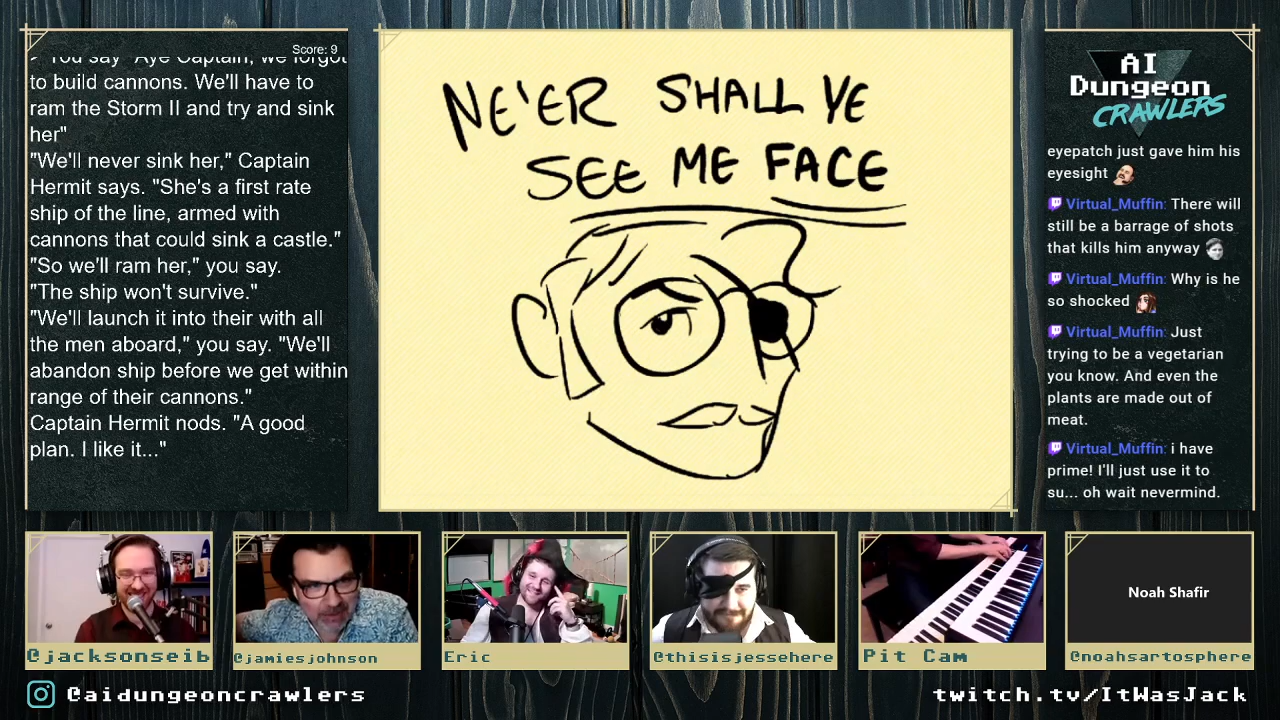 Score: 9
> "You say "Aye Captain, we forgot
to build cannons. We'll have to
ram the Storm II and try and sink
her"
"We'll never sink her," Captain
Hermit says. "She's a first rate
ship of the line, armed with
cannons that could sink a castle."
"So we'll ram her," you say.
"The ship won't survive."
"We'll launch it into their with all
the men aboard," you say. "We'll
abandon ship before we get within
range of their cannons."
Captain Hermit nods. "A good
plan. I like it..."
NE'ER SHALL YE
SEE ME FACE
AI
Dungeon
CRAWLERS
eyepatch just gave him his
eyesight
Virtual_Muffin: There will
still be a barrage of shots
that kills him anyway
Virtual_Muffin: Why is he
so shocked
Virtual_Muffin: Just
trying to be a vegetarian
you know. And even the
plants are made out of
meat.
Virtual_Muffin: i have
prime! I'll just use it to
su... oh wait nevermind.
Noah Shafir
@jacksonseib
@jamiesjohnson
Eric
@thisisjessehere
Pit Cam
@noahsartosphere
@aidungeoncrawlers
twitch.tv/ItWasJack